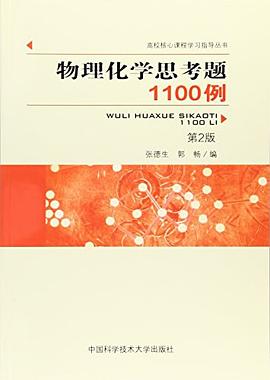 高校核心课程学习指导丛书
物理化学思考题
1100例
WULI HUAXUE SIKAOTI
1100 LI
第2版
张德生 郭 畅/编
中国科学技术大学出版社